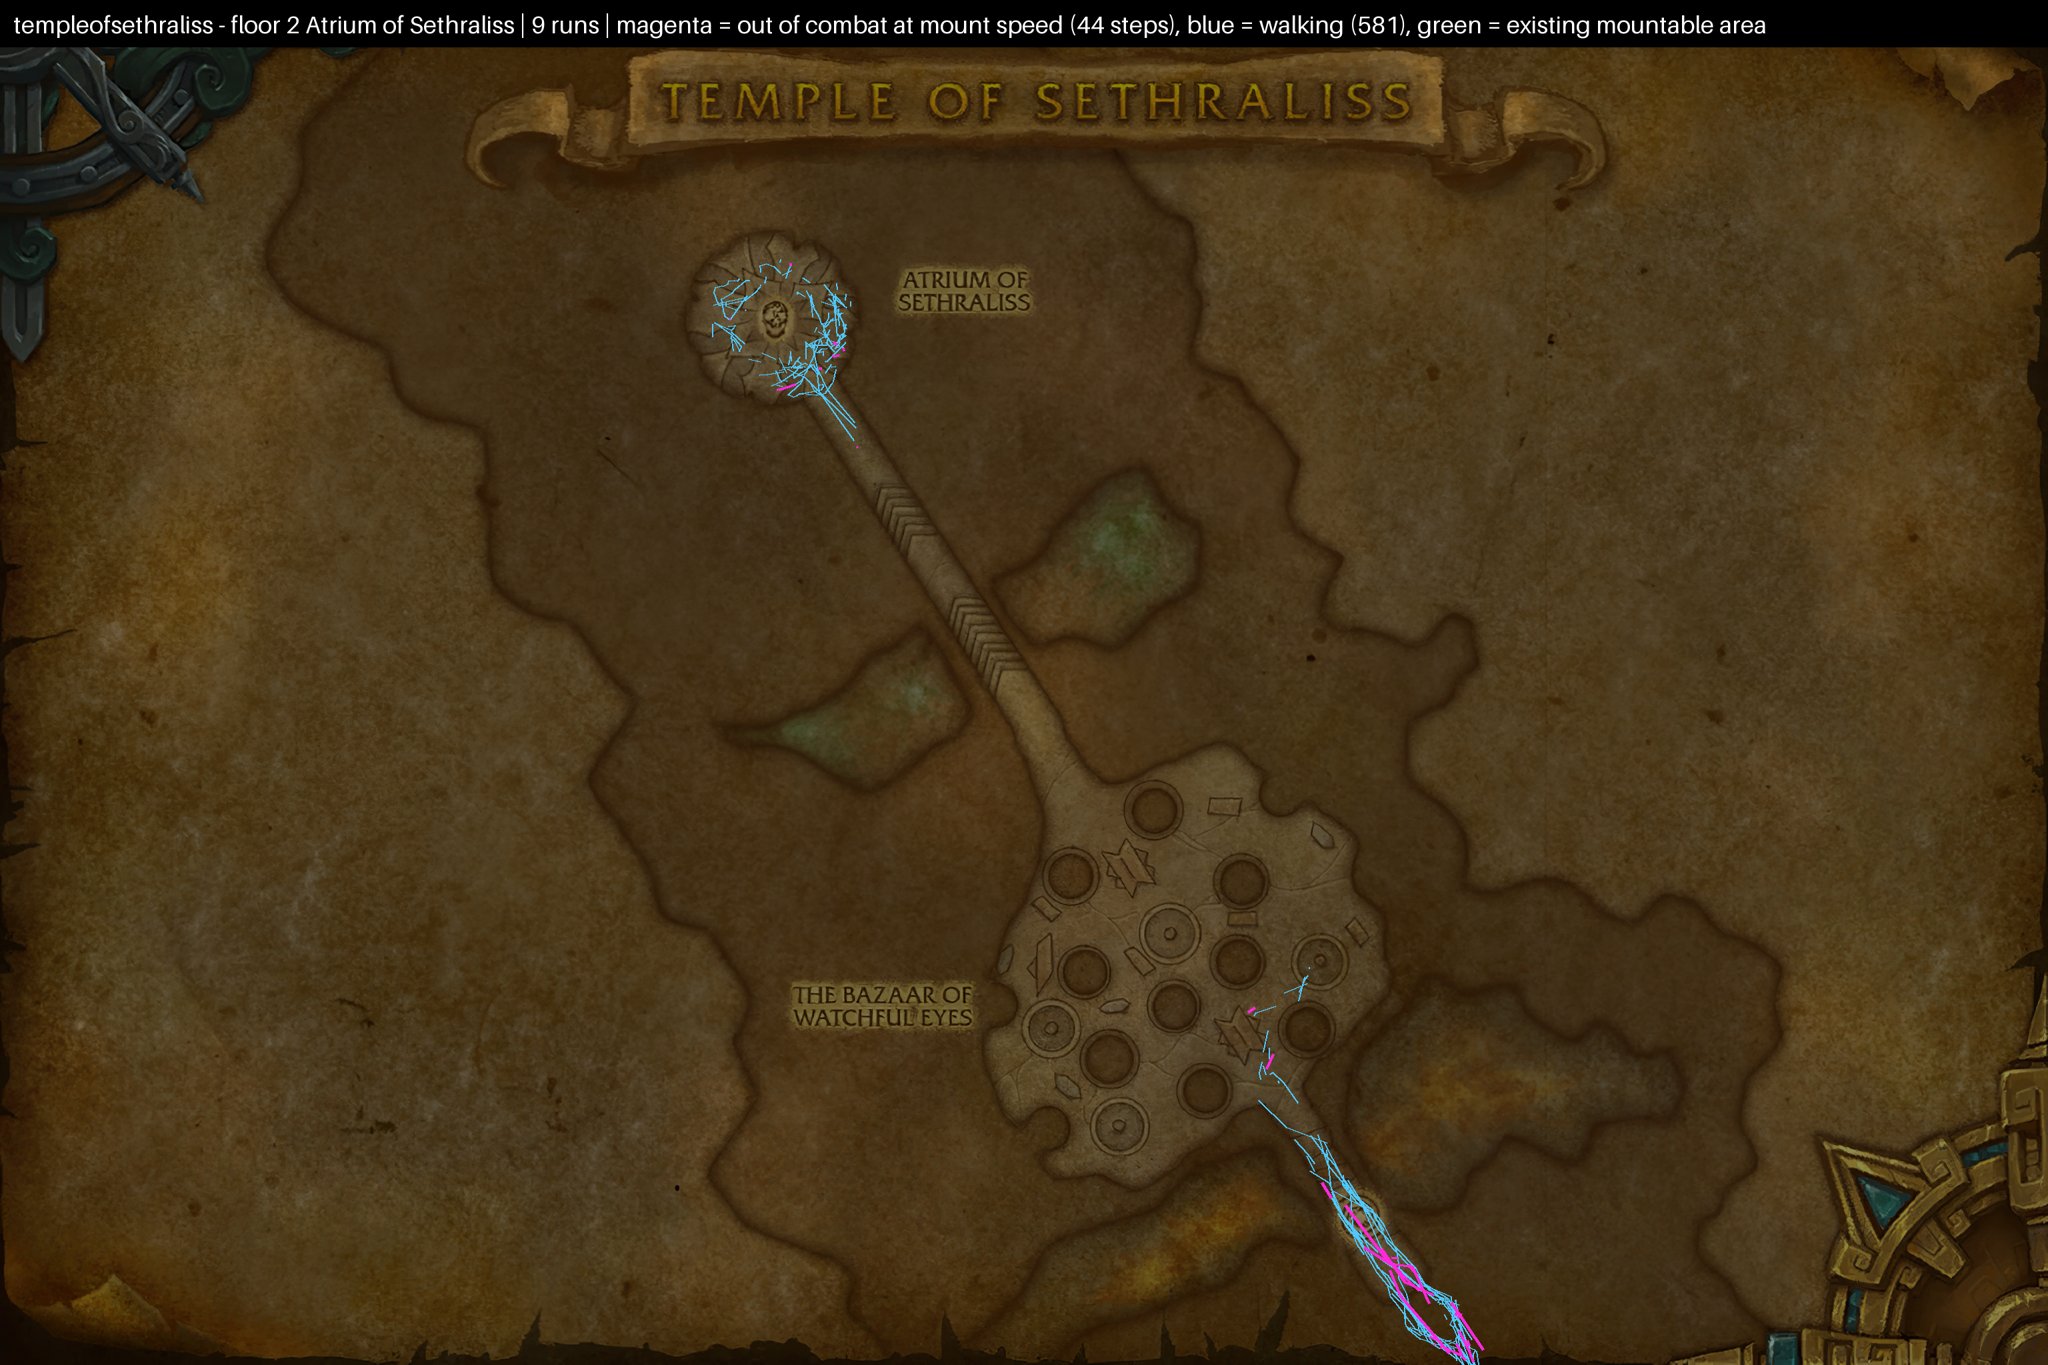 templeofsethraliss - floor 2 Atrium of Sethraliss | 9 runs | magenta = out of combat at mount speed (44 steps), blue = walking (581), green = existing mountable area
TEMPLE OF SETHRALISS
ATRIUM OF
SETHRALISS
THE BAZAAR OF
WATCHFUL EYES